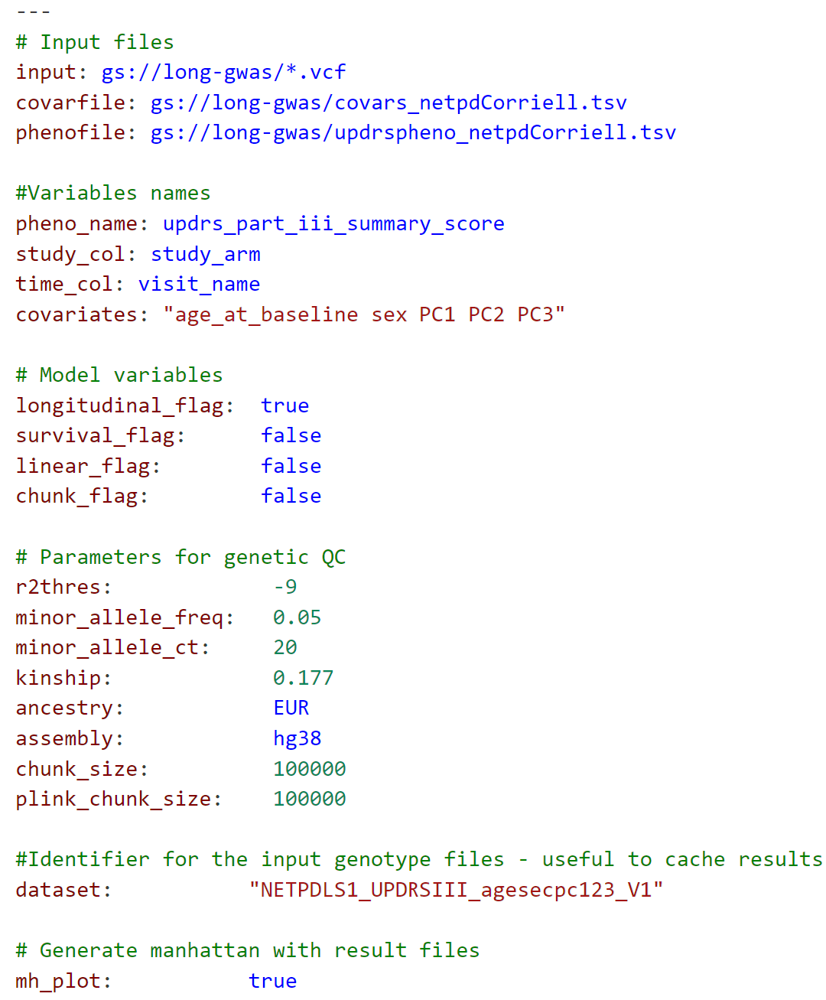 ---
# Input files
input: gs://long-gwas/*.vcf
covarfile: gs://long-gwas/covars_netpdCorriell.tsv
phenofile: gs://long-gwas/updrspheno_netpdCorriell.tsv
#Variables names
pheno_name: updrs_part_iii_summary_score
study_col: study_arm
time_col: visit_name
covariates: "age_at_baseline sex PC1 PC2 PC3"
# Model variables
longitudinal_flag: true
survival_flag: false
linear_flag: false
chunk_flag: false
# Parameters for genetic QC
r2thres: -9
minor_allele_freq: 0.05
minor_allele_ct: 20
kinship: 0.177
ancestry: EUR
assembly: hg38
chunk_size: 100000
plink_chunk_size: 100000
#Identifier for the input genotype files - useful to cache results
dataset: "NETPDLS1_UPDRSIII_agesecpc123_V1"
# Generate manhattan with result files
mh_plot: true